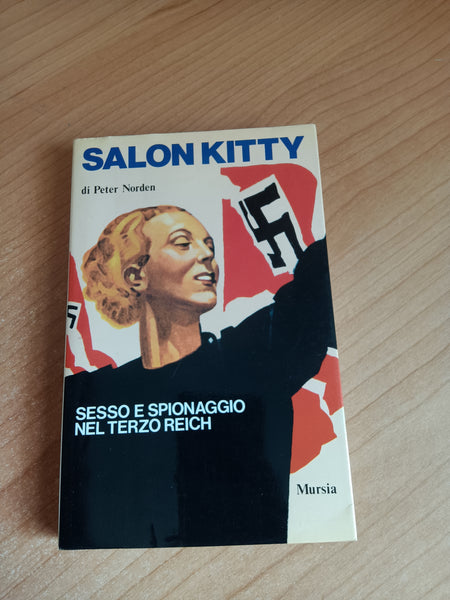 SALON KITTY
di Peter Norden
SESSO E SPIONAGGIO
NEL TERZO REICH
Mursia